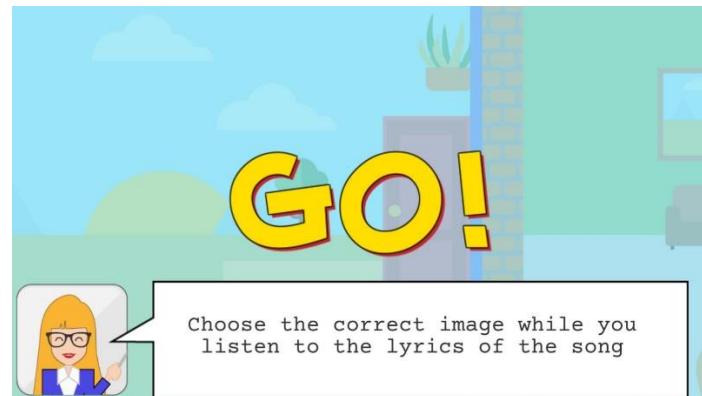 GO!
Choose the correct image while you
listen to the lyrics of the song